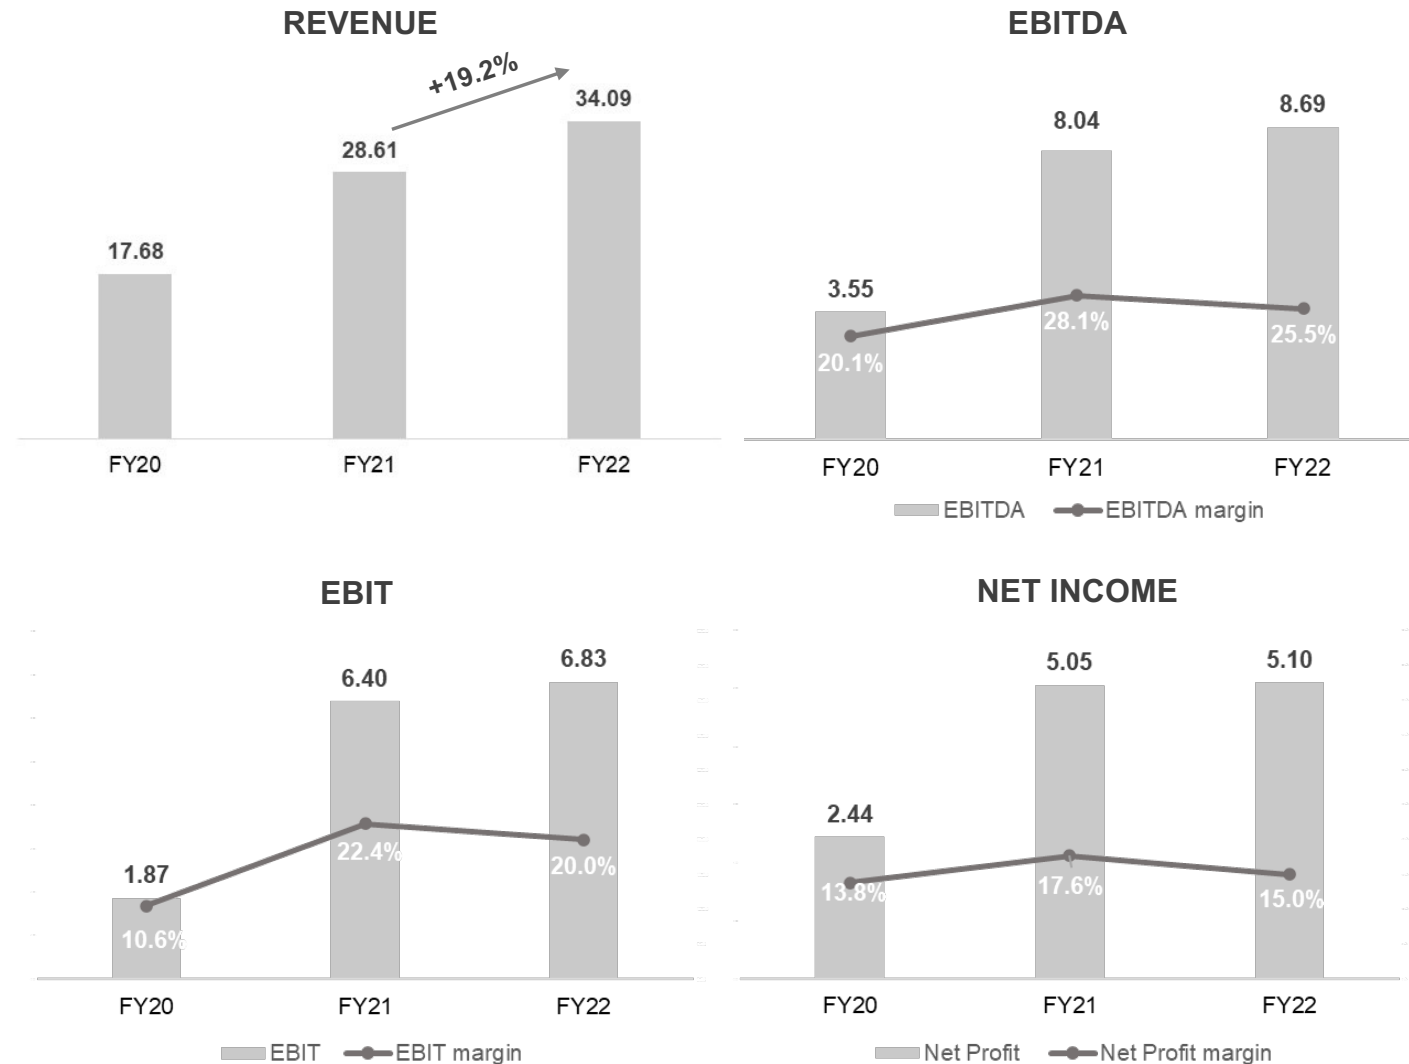 REVENUE
+19.2%
34.09
28.61
17.68
FY20 FY21 FY22
EBITDA
8.69
8.04
3.55
28.1%
25.5%
20.1%
FY20 FY21 FY22
EBITDA EBITDA margin
EBIT
6.83
6.40
1.87
22.4%
20.0%
10.6%
FY20 FY21 FY22
EBIT EBIT margin
NET INCOME
5.05 5.10
2.44
13.8% 17.6% 15.0%
FY20 FY21 FY22
Net Profit Net Profit margin